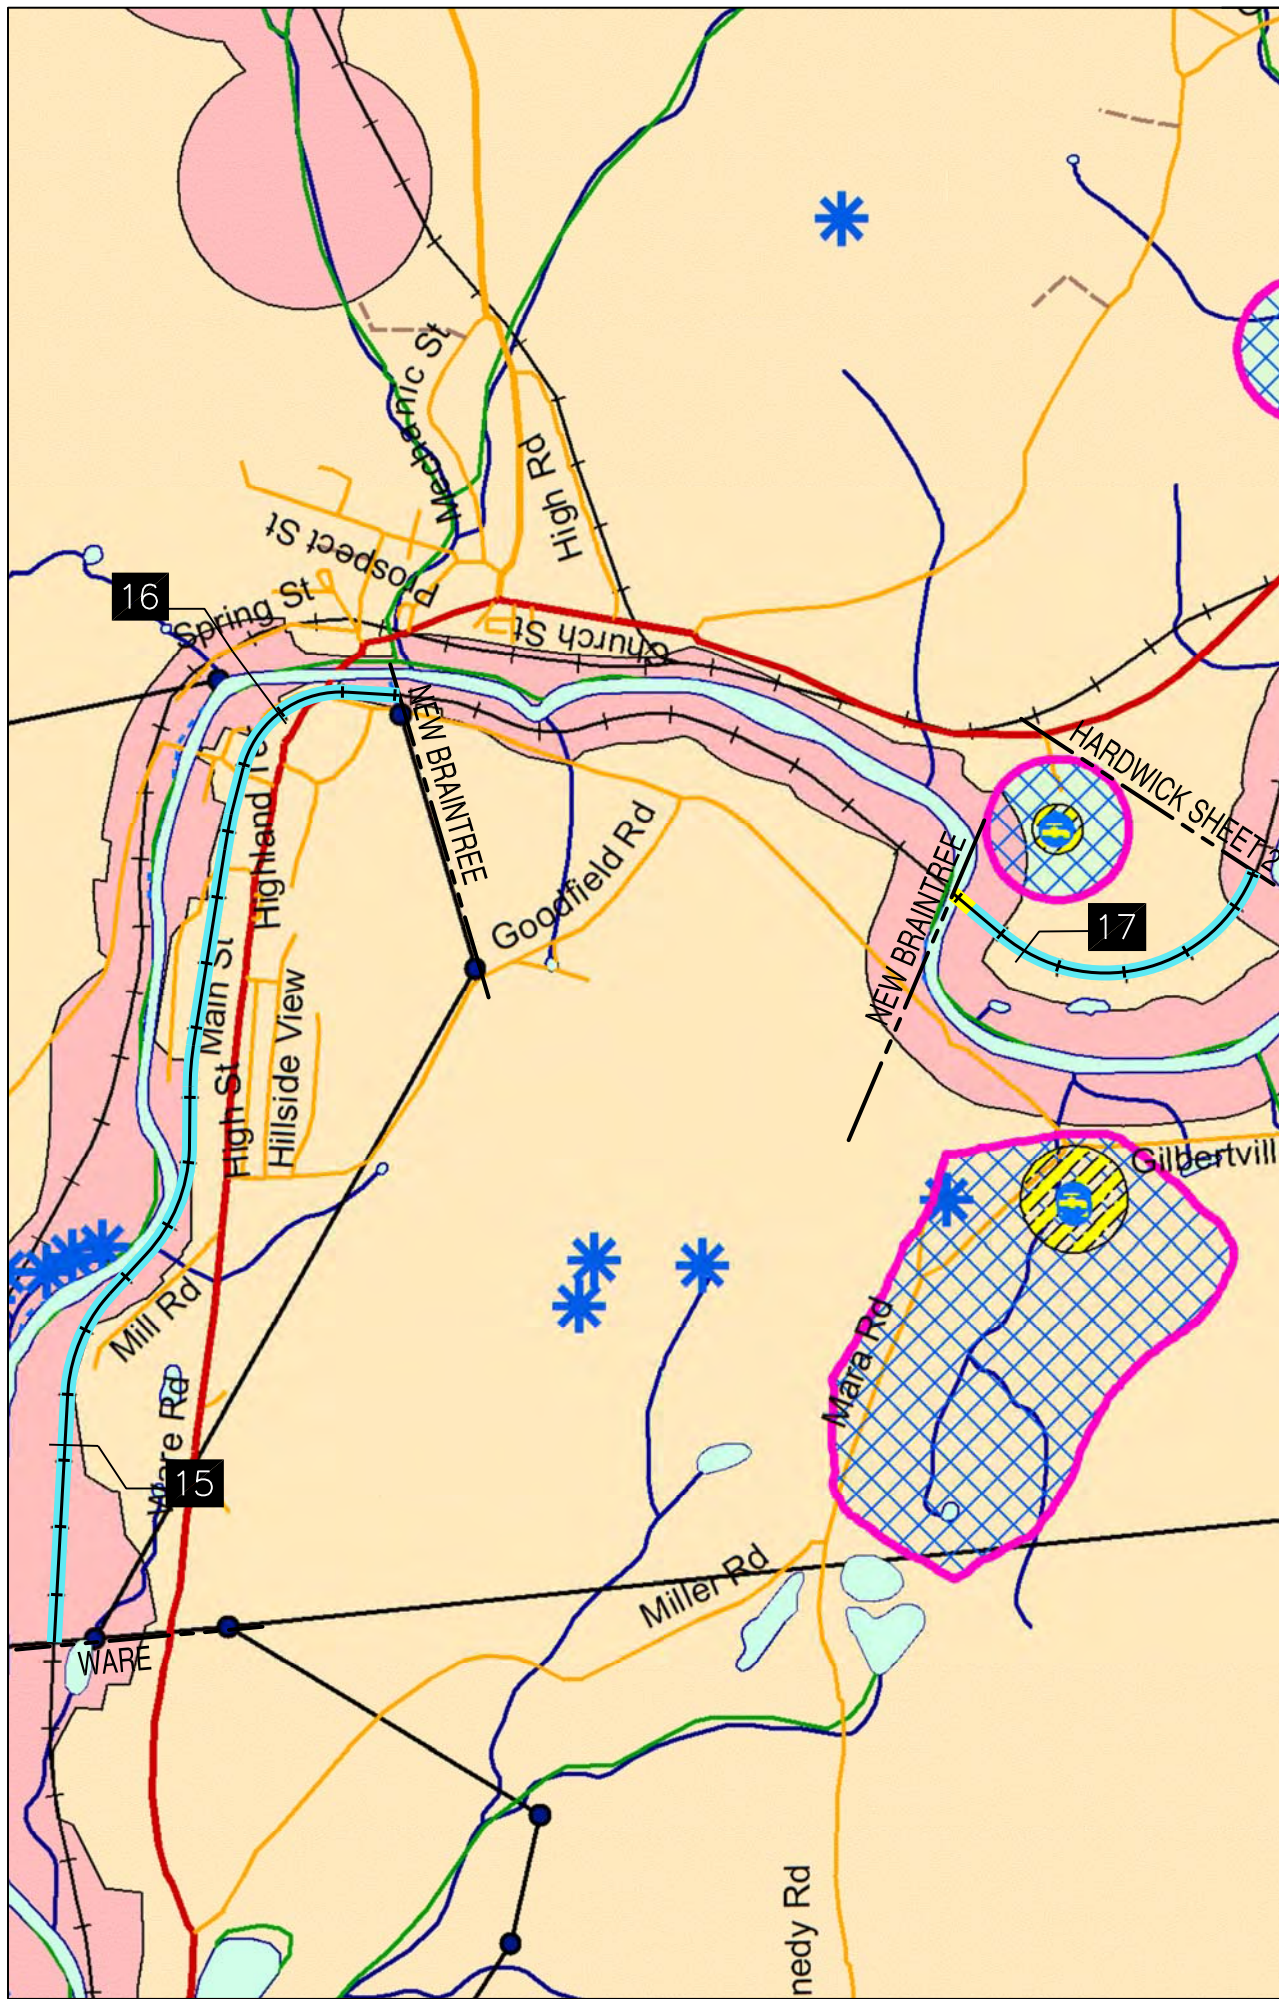 Mechanic St
High Rd
Prospect St
16
Spring St
Church St
NEW BRAINTREE
HARDWICK SHEET 2
Goodfield Rd
NEW BRAINTREE
17
Main St
High St
Hillside View
Gilbertvill
Mill Rd
Mara Rd
Ware Rd
15
Miller Rd
WARE
nedy Rd